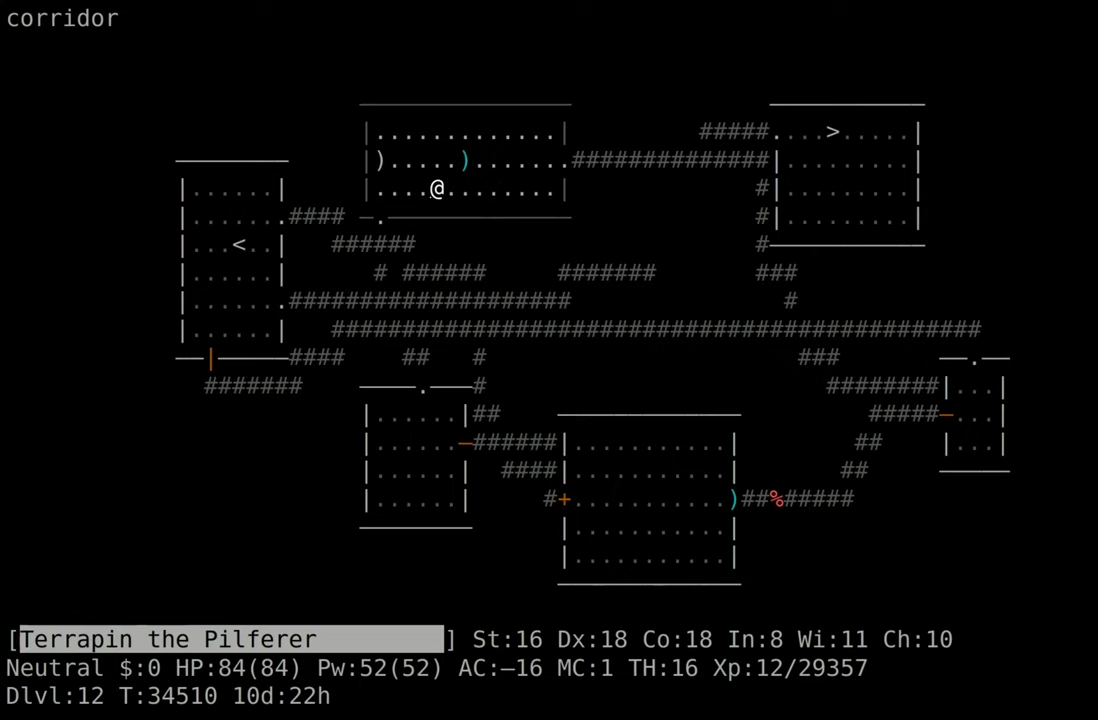 corridor
———————————————— ———————————
|.............| #####....>.....|
———————— |).....).......##############|.........|
|......| |....@........| #|.........|
|.......#### —.————————————— #|.........|
|...<..| ###### #———————————
|......| # ###### ####### ###
|.......#################### #
|......| ##############################################
——|—————#### ## # ### ——.——
####### ————.———# ########|...|
|......|## ————————————— #####—...|
|......—######|...........| ## |...|
|......| ####|...........| ## —————
|......| #+...........)##%#####
———————— |...........|
|...........|
—————————————
[Terrapin the Pilferer ] St:16 Dx:18 Co:18 In:8 Wi:11 Ch:10
Neutral $:0 HP:84(84) Pw:52(52) AC:—16 MC:1 TH:16 Xp:12/29357
Dlvl:12 T:34510 10d:22h